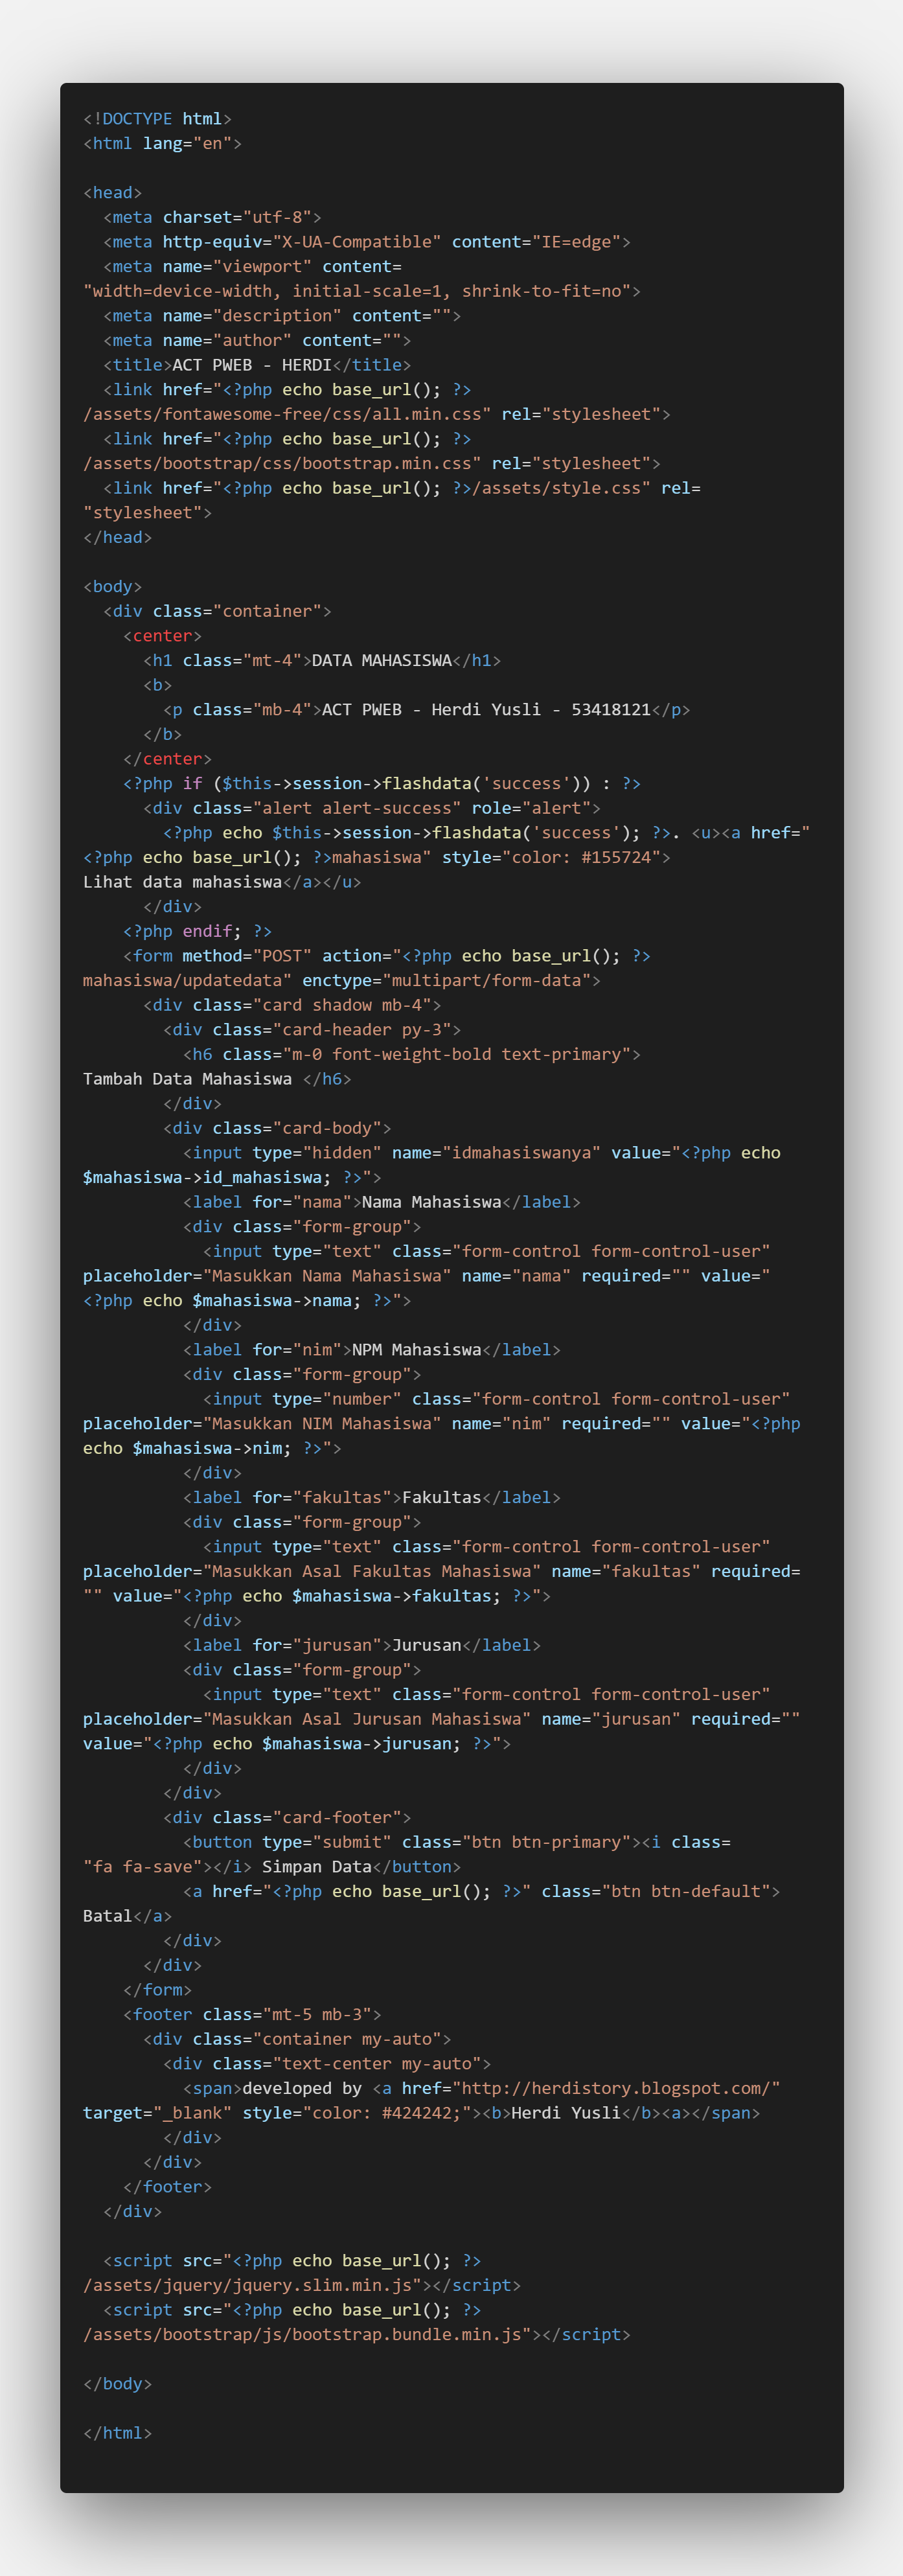 <!DOCTYPE html>
<html lang="en">

<head>
  <meta charset="utf-8">
  <meta http-equiv="X-UA-Compatible" content="IE=edge">
  <meta name="viewport" content=
"width=device-width, initial-scale=1, shrink-to-fit=no">
  <meta name="description" content="">
  <meta name="author" content="">
  <title>ACT PWEB - HERDI</title>
  <link href="<?php echo base_url(); ?>
/assets/fontawesome-free/css/all.min.css" rel="stylesheet">
  <link href="<?php echo base_url(); ?>
/assets/bootstrap/css/bootstrap.min.css" rel="stylesheet">
  <link href="<?php echo base_url(); ?>/assets/style.css" rel=
"stylesheet">
</head>

<body>
  <div class="container">
    <center>
      <h1 class="mt-4">DATA MAHASISWA</h1>
      <b>
        <p class="mb-4">ACT PWEB - Herdi Yusli - 53418121</p>
      </b>
    </center>
    <?php if ($this->session->flashdata('success')) : ?>
      <div class="alert alert-success" role="alert">
        <?php echo $this->session->flashdata('success'); ?>. <u><a href="
<?php echo base_url(); ?>mahasiswa" style="color: #155724">
Lihat data mahasiswa</a></u>
      </div>
    <?php endif; ?>
    <form method="POST" action="<?php echo base_url(); ?>
mahasiswa/updatedata" enctype="multipart/form-data">
      <div class="card shadow mb-4">
        <div class="card-header py-3">
          <h6 class="m-0 font-weight-bold text-primary">
Tambah Data Mahasiswa </h6>
        </div>
        <div class="card-body">
          <input type="hidden" name="idmahasiswanya" value="<?php echo
$mahasiswa->id_mahasiswa; ?>">
          <label for="nama">Nama Mahasiswa</label>
          <div class="form-group">
            <input type="text" class="form-control form-control-user"
placeholder="Masukkan Nama Mahasiswa" name="nama" required="" value="
<?php echo $mahasiswa->nama; ?>">
          </div>
          <label for="nim">NPM Mahasiswa</label>
          <div class="form-group">
            <input type="number" class="form-control form-control-user"
placeholder="Masukkan NIM Mahasiswa" name="nim" required="" value="<?php
echo $mahasiswa->nim; ?>">
          </div>
          <label for="fakultas">Fakultas</label>
          <div class="form-group">
            <input type="text" class="form-control form-control-user"
placeholder="Masukkan Asal Fakultas Mahasiswa" name="fakultas" required=
"" value="<?php echo $mahasiswa->fakultas; ?>">
          </div>
          <label for="jurusan">Jurusan</label>
          <div class="form-group">
            <input type="text" class="form-control form-control-user"
placeholder="Masukkan Asal Jurusan Mahasiswa" name="jurusan" required=""
value="<?php echo $mahasiswa->jurusan; ?>">
          </div>
        </div>
        <div class="card-footer">
          <button type="submit" class="btn btn-primary"><i class=
"fa fa-save"></i> Simpan Data</button>
          <a href="<?php echo base_url(); ?>" class="btn btn-default">
Batal</a>
        </div>
      </div>
    </form>
    <footer class="mt-5 mb-3">
      <div class="container my-auto">
        <div class="text-center my-auto">
          <span>developed by <a href="http://herdistory.blogspot.com/"
target="_blank" style="color: #424242;"><b>Herdi Yusli</b><a></span>
        </div>
      </div>
    </footer>
  </div>

  <script src="<?php echo base_url(); ?>
/assets/jquery/jquery.slim.min.js"></script>
  <script src="<?php echo base_url(); ?>
/assets/bootstrap/js/bootstrap.bundle.min.js"></script>

</body>

</html>